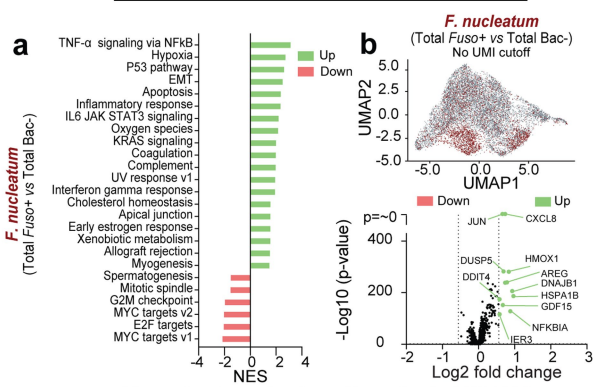 a
F. nucleatum
(Total Fuso+ vs Total Bac-)
TNF-α signaling via NFkB
Hypoxia
P53 pathway
EMT
Apoptosis
Inflammatory response
IL6 JAK STAT3 signaling
Oxygen species
KRAS signaling
Coagulation
Complement
UV response v1
Interferon gamma response
Cholesterol homeostasis
Apical junction
Early estrogen response
Xenobiotic metabolism
Allograft rejection
Myogenesis
Spermatogenesis
Mitotic spindle
G2M checkpoint
MYC targets v2
E2F targets
MYC targets v1
Up
Down
-4 -2 0 2 4
NES
b
F. nucleatum
(Total Fuso+ vs Total Bac-)
No UMI cutoff
UMAP2
5.0
2.5
0.0
-2.5
-5.0
-5.0 0.0 5.0
UMAP1
Down Up
p=~0
JUN CXCL8
-Log10 (p-value)
400
200
0
DUSP5 HMOX1
DDIT4 AREG
DNAJB1
HSPA1B
GDF15
NFKBIA
IER3
-2 -1 0.0 1 2 3
Log2 fold change